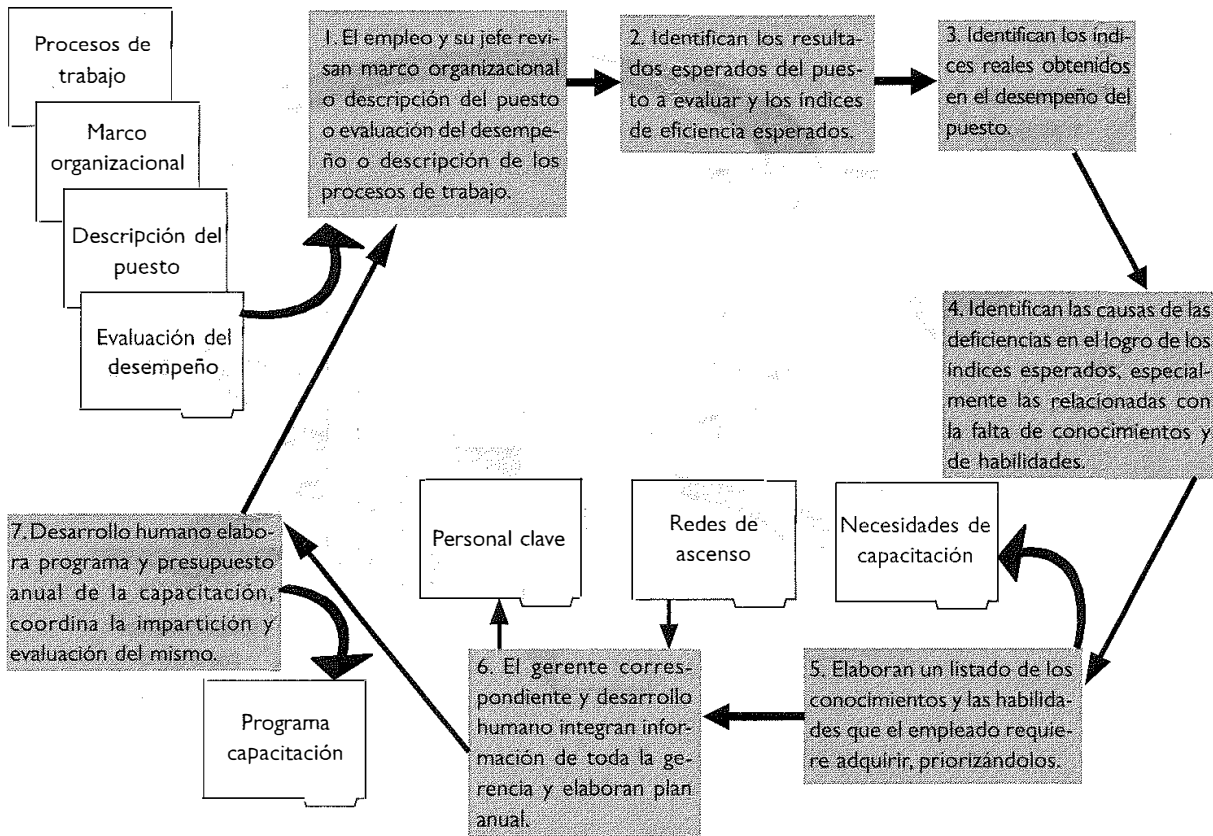 Procesos de
trabajo
Marco
organizacional
Descripción del
puesto
Evaluación del
desempeño
1. El empleo y su jefe revi-
san marco organizacional
o descripción del puesto
o evaluación del desempe-
ño o descripción de los
procesos de trabajo.
2. Identifican los resulta-
dos esperados del pues-
to a evaluar y los índices
de eficiencia esperados.
3. Identifican los índi-
ces reales obtenidos
en el desempeño del
puesto.
4. Identifican las causas de las
deficiencias en el logro de los
índices esperados, especial-
mente las relacionadas con
la falta de conocimientos y
de habilidades.
Necesidades de
capacitación
5. Elaboran un listado de los
conocimientos y las habilida-
des que el empleado requie-
re adquirir, priorizándolos.
Redes de
ascenso
Personal clave
6. El gerente corres-
pondiente y desarrollo
humano integran infor-
mación de toda la ge-
rencia y elaboran plan
anual.
7. Desarrollo humano elabo-
ra programa y presupuesto
anual de la capacitación,
coordina la impartición y
evaluación del mismo.
Programa
capacitación